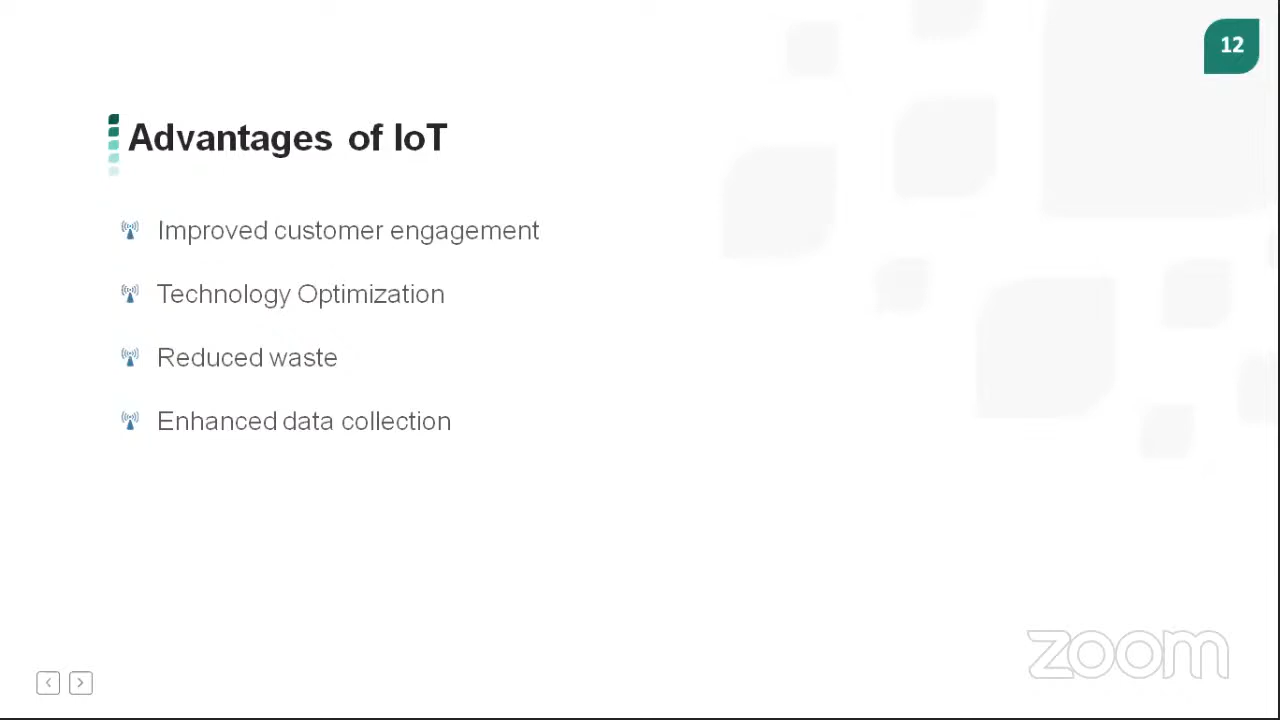 12
Advantages of IoT
Improved customer engagement
Technology Optimization
Reduced waste
Enhanced data collection
zoom